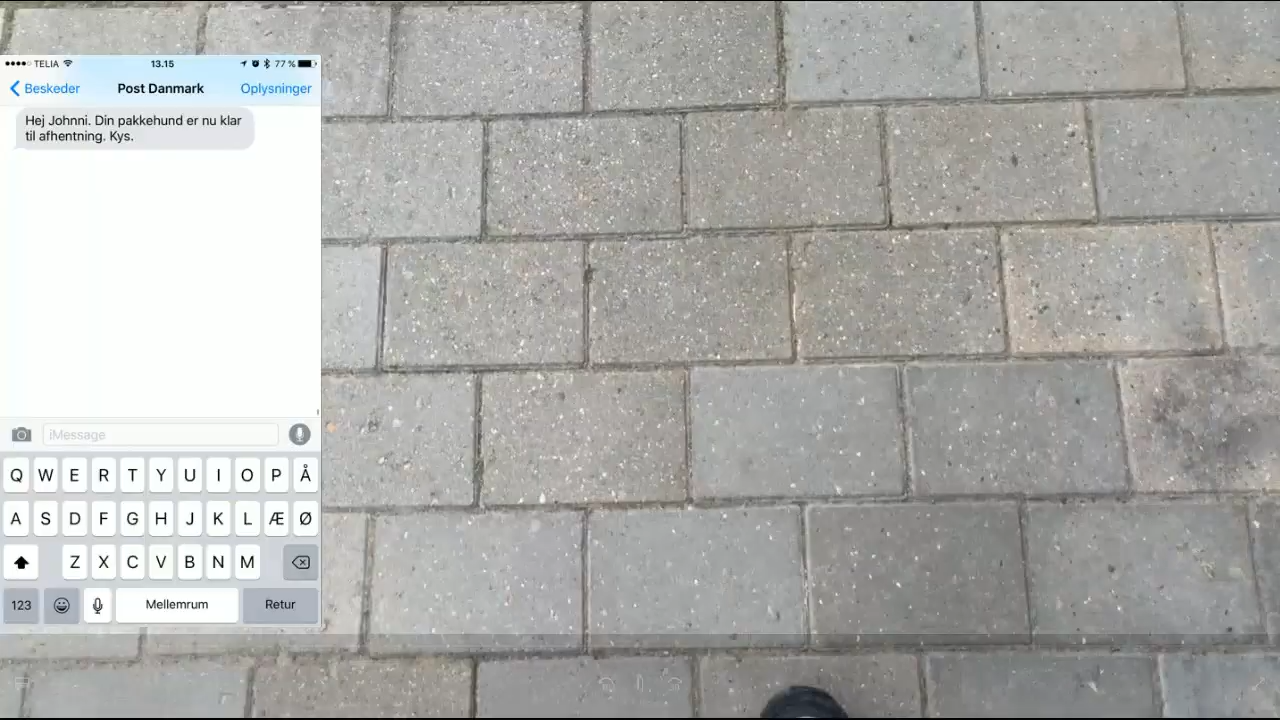 TELIA 13.15 77 %
Beskeder Post Danmark Oplysninger
Hej Johnni. Din pakkehund er nu klar
til afhentning. Kys.
iMessage
Q W E R T Y U I O P Å
A S D F G H J K L Æ Ø
Z X C V B N M
123 Mellemrum Retur